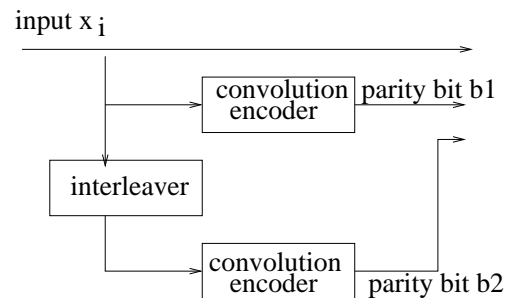 input x i
convolution
encoder
parity bit b1
interleaver
convolution
encoder
parity bit b2